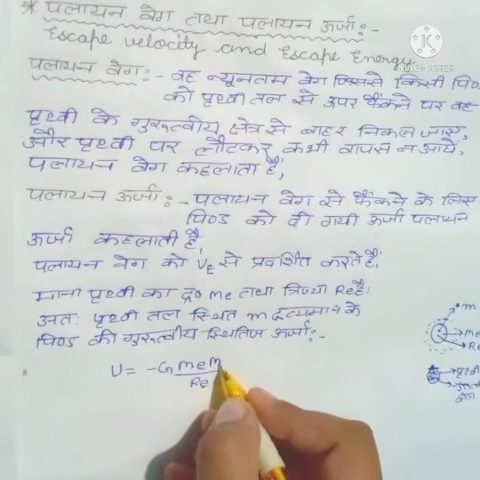 * पलायन वेग तथा पलायन ऊर्जा:-
Escape velocity and Escape Energy
पलायन वेग:- वह न्यूनतम वेग जिससे किसी पिण्ड
को पृथ्वी तल से उपर फेंकने पर वह
पृथ्वी के गुरूत्वीय क्षेत्र से बाहर निकल जाए,
और पृथ्वी पर लौटकर कभी वापस न आये,
पलायन वेग कहलाता है,
पलायन ऊर्जा:- पलायन वेग से फेंकने के लिए
पिण्ड को दी गयी ऊर्जा पलायन
ऊर्जा कहलाती है,
पलायन वेग को VE से प्रदर्शित करते है,
माना पृथ्वी का द्र० Me तथा त्रिज्या Re है।
अतः पृथ्वी तल स्थित m द्रव्यमान के
पिण्ड की गुरूत्वीय स्थितिज ऊर्जा:-
U = -G Me m / Re
m
Me
Re
KINEMASTER